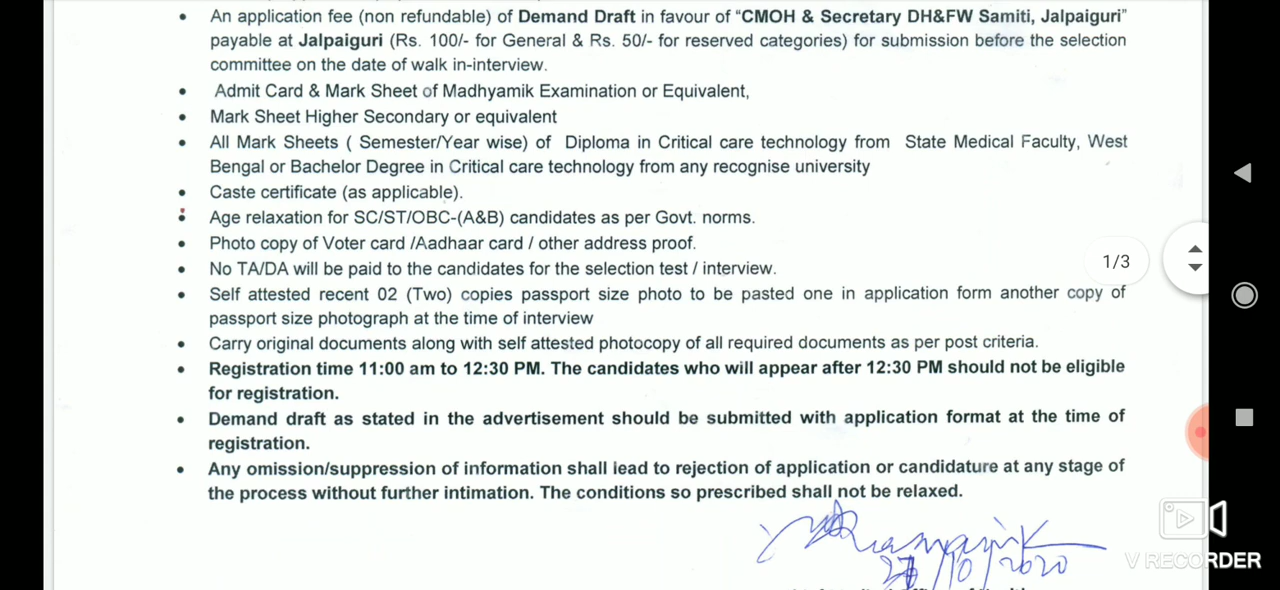 An application fee (non refundable) of Demand Draft in favour of “CMOH & Secretary DH&FW Samiti, Jalpaiguri”
payable at Jalpaiguri (Rs. 100/- for General & Rs. 50/- for reserved categories) for submission before the selection
committee on the date of walk in-interview.
Admit Card & Mark Sheet of Madhyamik Examination or Equivalent,
Mark Sheet Higher Secondary or equivalent
All Mark Sheets ( Semester/Year wise) of Diploma in Critical care technology from State Medical Faculty, West
Bengal or Bachelor Degree in Critical care technology from any recognise university
Caste certificate (as applicable).
Age relaxation for SC/ST/OBC-(A&B) candidates as per Govt. norms.
Photo copy of Voter card /Aadhaar card / other address proof.
1/3
No TA/DA will be paid to the candidates for the selection test / interview.
Self attested recent 02 (Two) copies passport size photo to be pasted one in application form another copy of
passport size photograph at the time of interview
Carry original documents along with self attested photocopy of all required documents as per post criteria.
Registration time 11:00 am to 12:30 PM. The candidates who will appear after 12:30 PM should not be eligible
for registration.
Demand draft as stated in the advertisement should be submitted with application format at the time of
registration.
Any omission/suppression of information shall lead to rejection of application or candidature at any stage of
the process without further intimation. The conditions so prescribed shall not be relaxed.
27/10/2020
V RECORDER